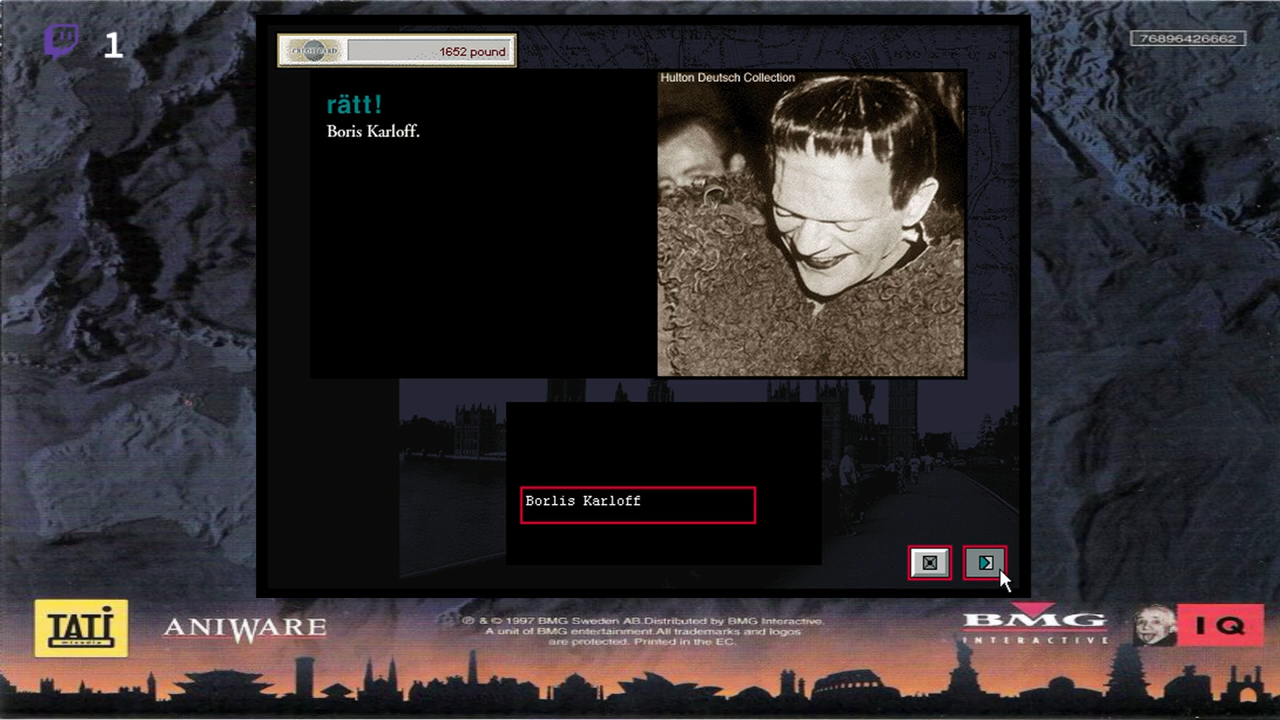 1
76896426662
1652 pound
Hulton Deutsch Collection
rätt!
Boris Karloff.
Borlis Karloff
TATi
ANIWARE
℗ & © 1997 BMG Sweden AB.Distributed by BMG Interactive.
A unit of BMG entertainment.All trademarks and logos
are protected. Printed in the EC.
BMG
INTERACTIVE
IQ